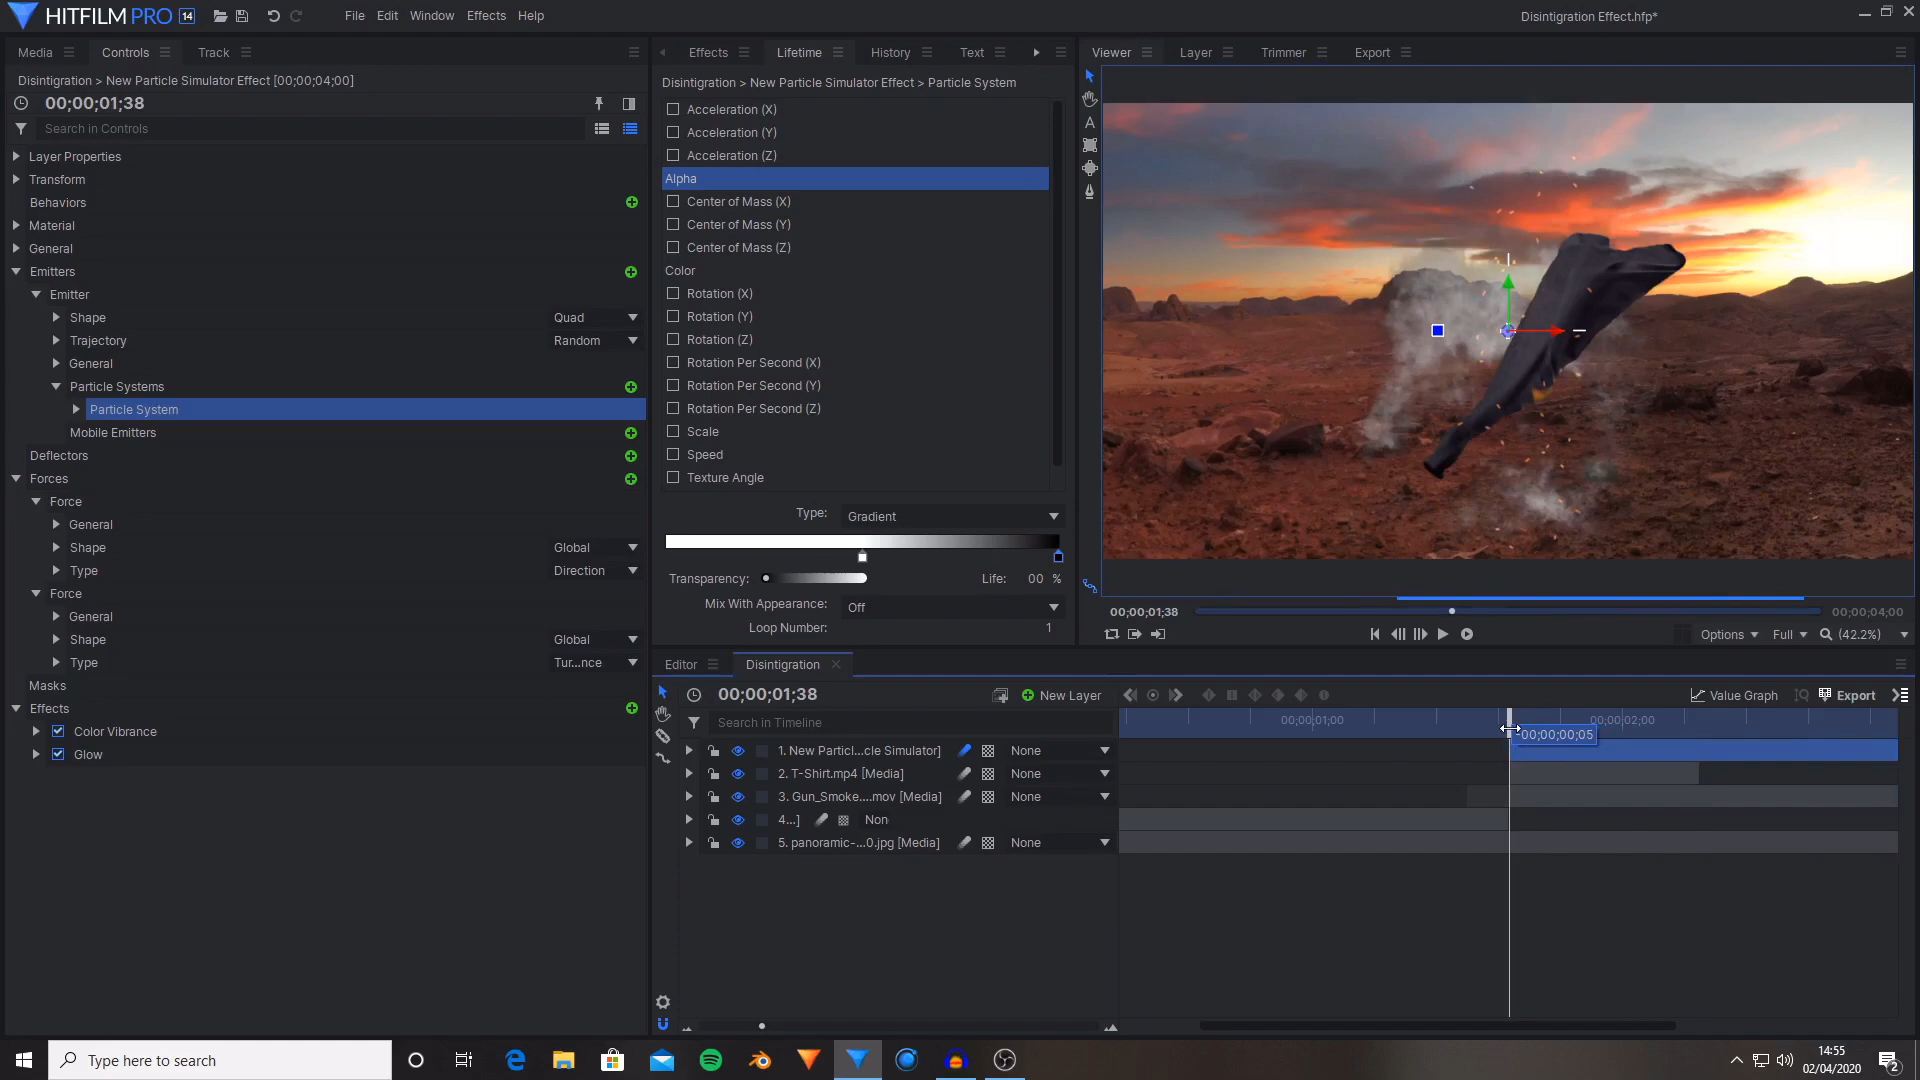 HITFILM PRO 14
File Edit Window Effects Help
Disintigration Effect.hfp*
Media Controls Track
Effects Lifetime History Text
Viewer Layer Trimmer Export
Disintigration > New Particle Simulator Effect [00;00;04;00]
00;00;01;38
Search in Controls
Layer Properties
Transform
Behaviors
Material
General
Emitters
Emitter
Shape Quad
Trajectory Random
General
Particle Systems
Particle System
Mobile Emitters
Deflectors
Forces
Force
General
Shape Global
Type Direction
Force
General
Shape Global
Type Tur...nce
Masks
Effects
Color Vibrance
Glow
Disintigration > New Particle Simulator Effect > Particle System
Acceleration (X)
Acceleration (Y)
Acceleration (Z)
Alpha
Center of Mass (X)
Center of Mass (Y)
Center of Mass (Z)
Color
Rotation (X)
Rotation (Y)
Rotation (Z)
Rotation Per Second (X)
Rotation Per Second (Y)
Rotation Per Second (Z)
Scale
Speed
Texture Angle
Type: Gradient
Transparency: Life: 00 %
Mix With Appearance: Off
Loop Number: 1
A
00;00;01;38 00;00;04;00
Options Full (42.2%)
Editor Disintigration
00;00;01;38 New Layer Value Graph Export
Search in Timeline
00;00;01;00 00;00;02;00
-00;00;00;05
1. New Particl...cle Simulator] None
2. T-Shirt.mp4 [Media] None
3. Gun_Smoke....mov [Media] None
4...] Non
5. panoramic-...0.jpg [Media] None
Type here to search
14:55
02/04/2020
2